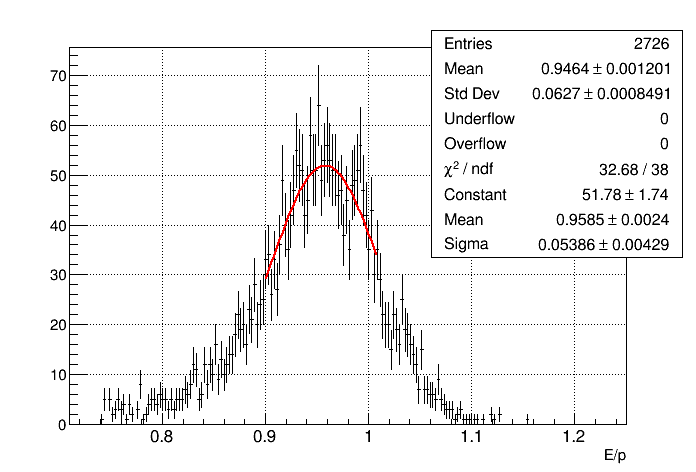 Entries 2726
Mean 0.9464 ± 0.001201
Std Dev 0.0627 ± 0.0008491
Underflow 0
Overflow 0
χ² / ndf 32.68 / 38
Constant 51.78 ± 1.74
Mean 0.9585 ± 0.0024
Sigma 0.05386 ± 0.00429
70
60
50
40
30
20
10
0
0.8 0.9 1 1.1 1.2
E/p